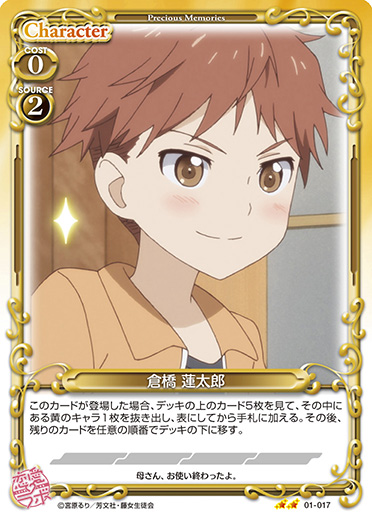 Precious Memories
Character
COST
0
SOURCE
2
倉橋 蓮太郎
このカードが登場した場合、デッキの上のカード5枚を見て、その中に
ある黄のキャラ1枚を抜き出し、表にしてから手札に加える。その後、
残りのカードを任意の順番でデッキの下に移す。
母さん、お使い終わったよ。
恋愛
ラボ
©宮原るり／芳文社・藤女生徒会
01-017